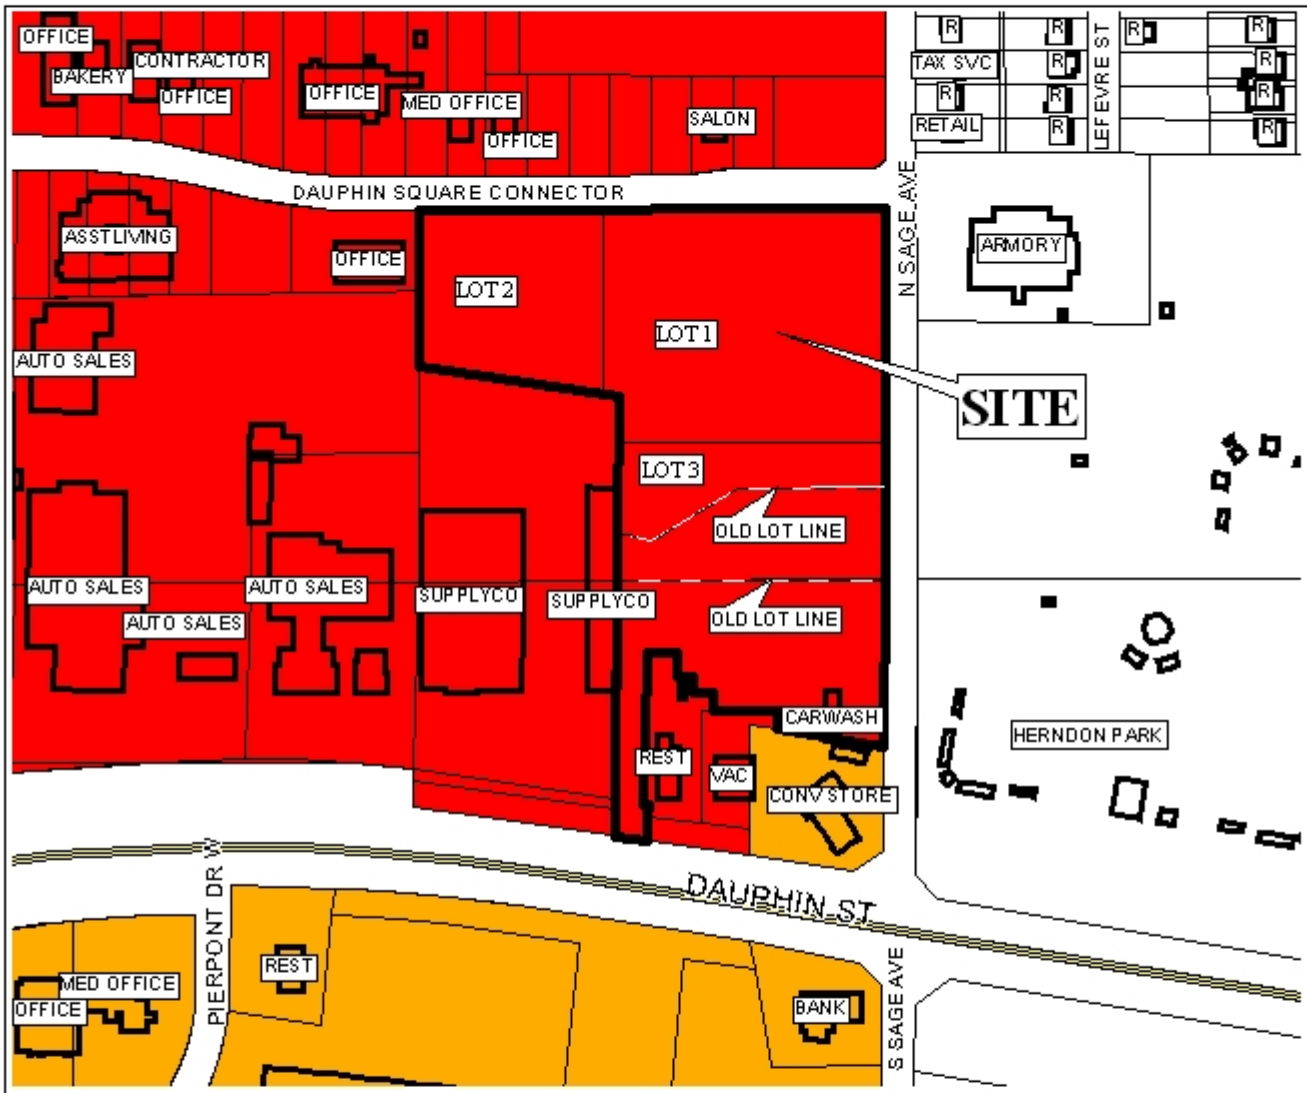 OFFICE
BAKERY
CONTRACTOR
OFFICE
OFFICE
MED OFFICE
OFFICE
SALON
R
R
R
R
TAX SVC
R
R
R
R
R
RETAIL
R
R
LEFEVRE ST
DAUPHIN SQUARE CONNECTOR
N SAGE AVE
ASSTLIVING
OFFICE
ARMORY
LOT 2
LOT 1
AUTO SALES
SITE
LOT 3
OLD LOT LINE
AUTO SALES
AUTO SALES
SUPPLYCO
SUPPLYCO
AUTO SALES
OLD LOT LINE
CARWASH
HERNDON PARK
REST
VAC
CONV STORE
PIERPONT DR W
DAUPHIN ST
REST
MED OFFICE
OFFICE
BANK
S SAGE AVE